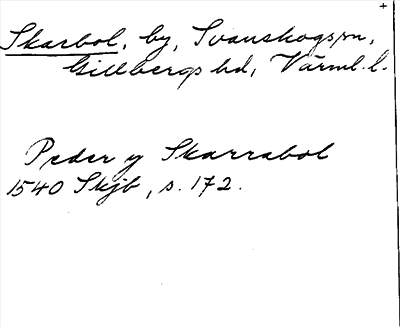 +
Skarbol, by, Svanskogs sn,
Gillbergs hd, Värml. l.
Peder y Skarrabol
1540 Skjb, s. 172.